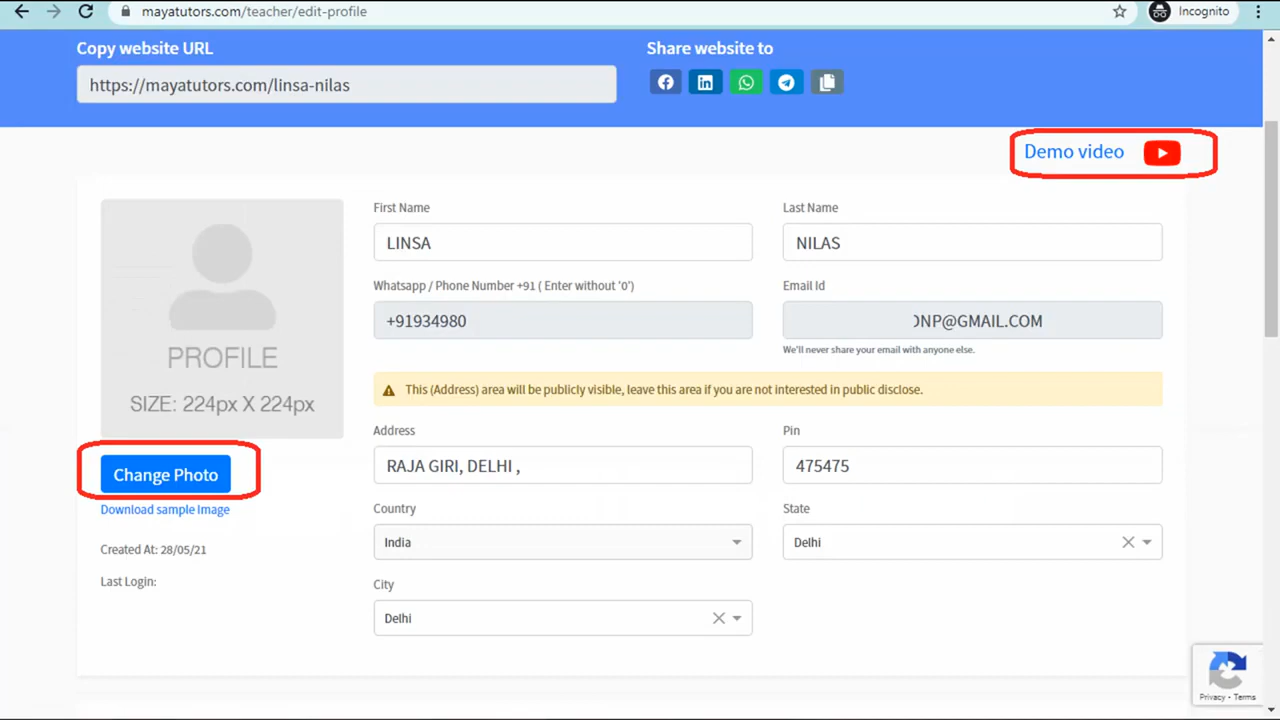 mayatutors.com/teacher/edit-profile
Incognito
Copy website URL
Share website to
https://mayatutors.com/linsa-nilas
Demo video
First Name
Last Name
LINSA
NILAS
Whatsapp / Phone Number +91 ( Enter without '0')
Email Id
+91934980
NP@GMAIL.COM
We'll never share your email with anyone else.
PROFILE
SIZE: 224px X 224px
This (Address) area will be publicly visible, leave this area if you are not interested in public disclose.
Address
Pin
RAJA GIRI, DELHI ,
475475
Change Photo
Download sample Image
Country
State
India
Delhi
Created At: 28/05/21
Last Login:
City
Delhi
Privacy - Terms